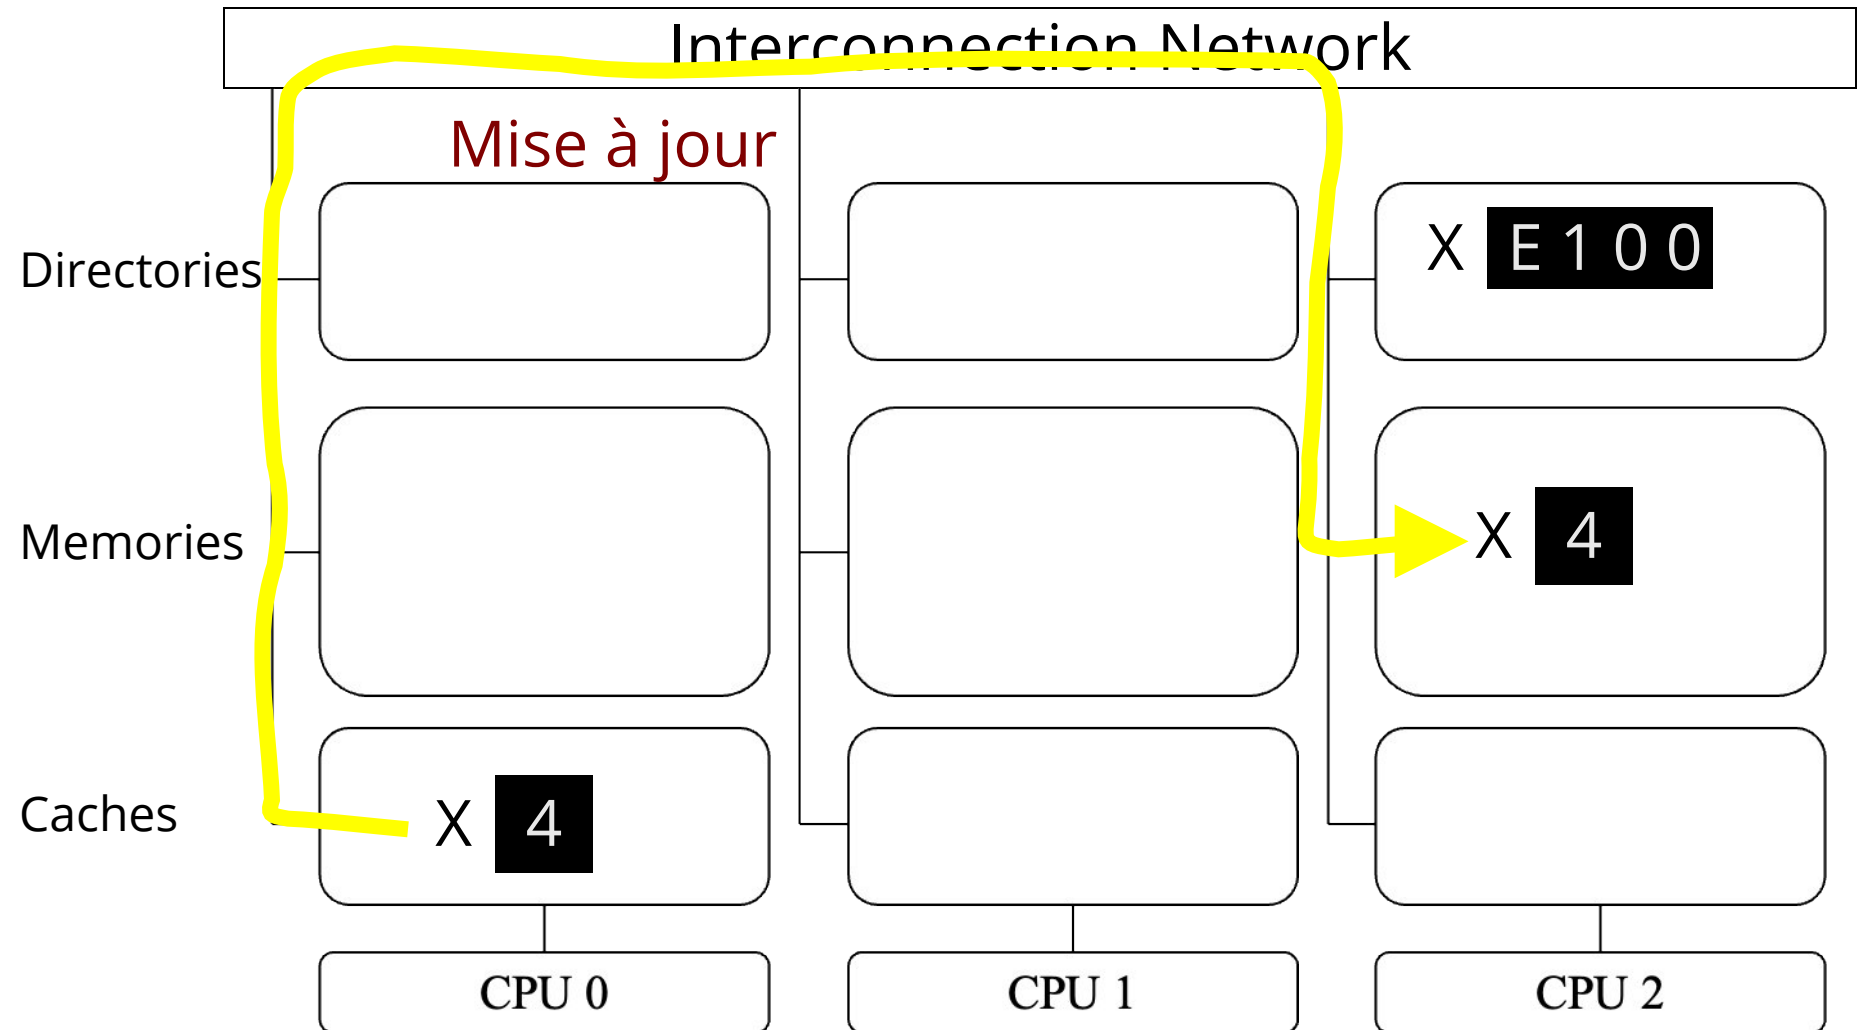 Interconnection Network
Mise à jour
Directories
X E 1 0 0
Memories
X 4
Caches
X 4
CPU 0
CPU 1
CPU 2